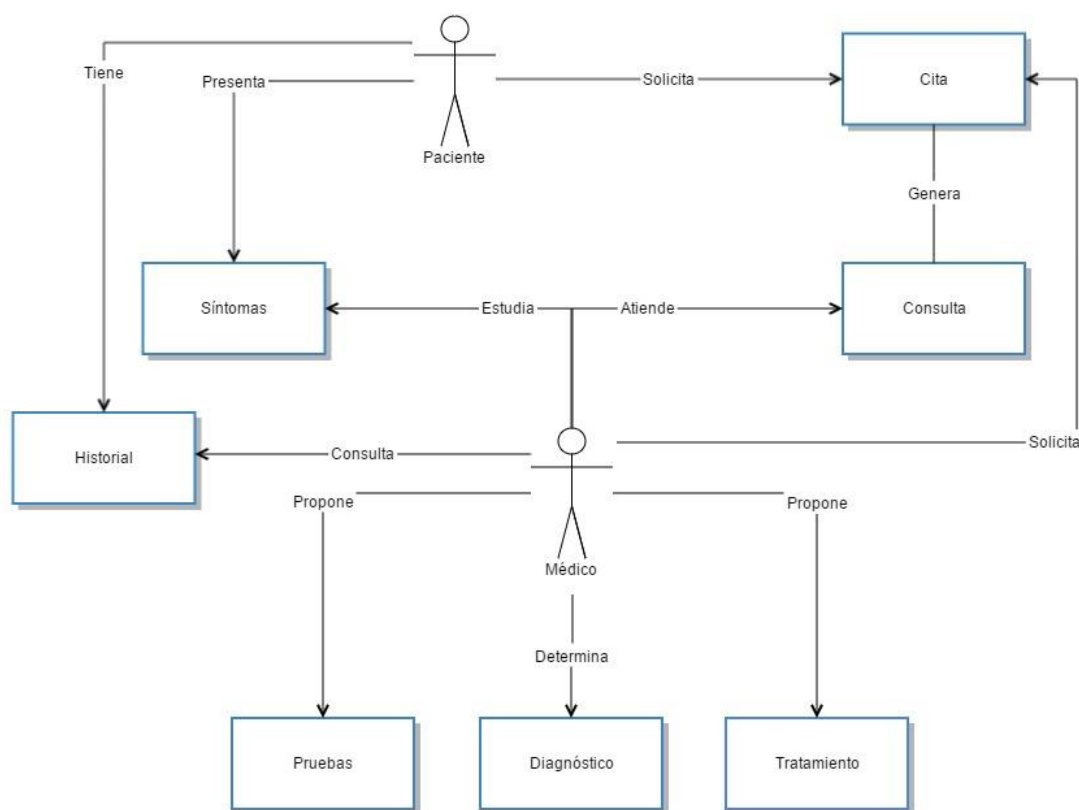 Tiene
Presenta
Solicita
Cita
Paciente
Genera
Síntomas
Estudia
Atiende
Consulta
Historial
Consulta
Solicita
Propone
Propone
Médico
Determina
Pruebas
Diagnóstico
Tratamiento